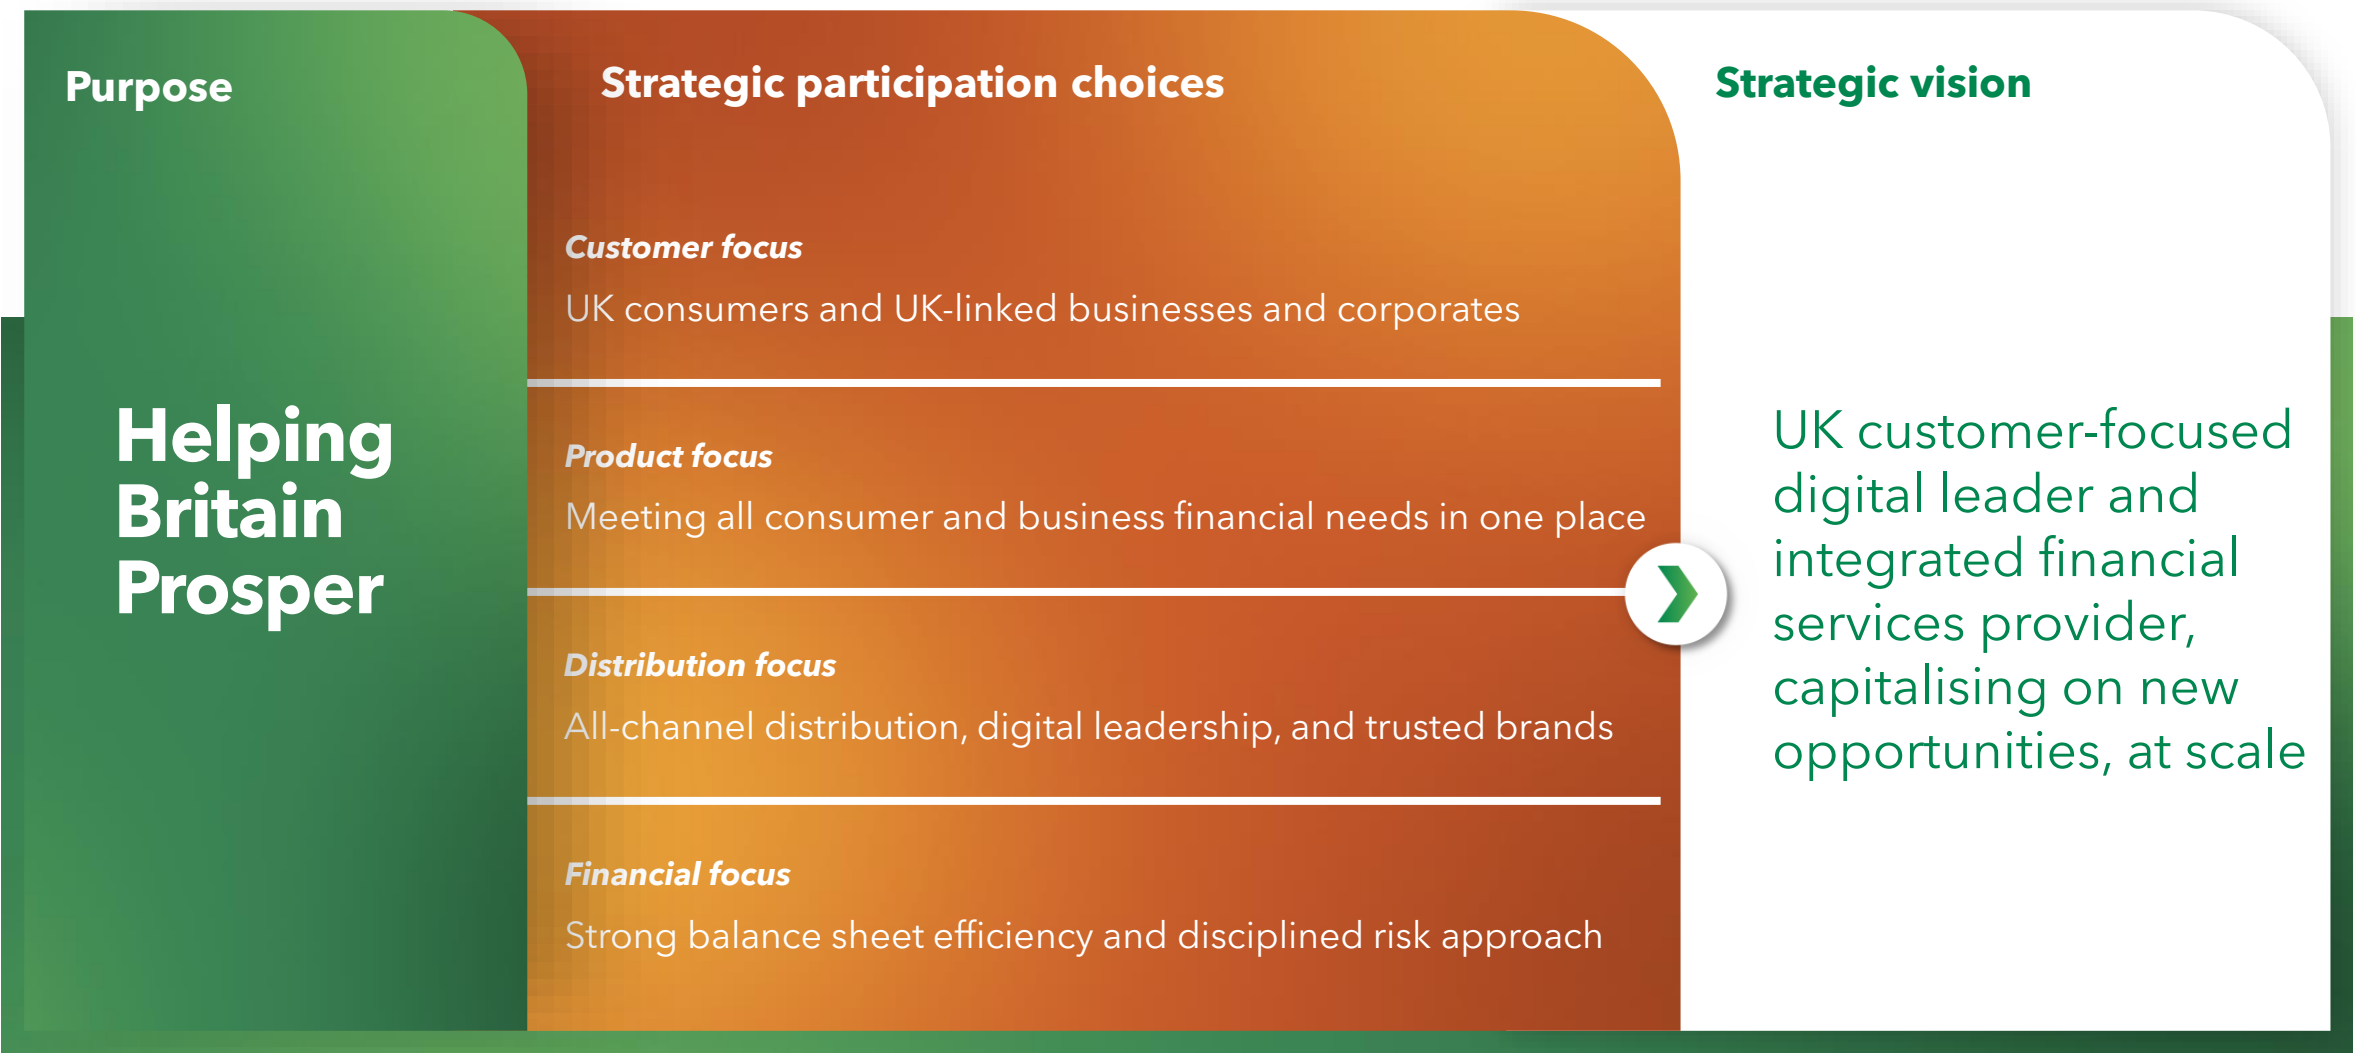 Purpose
Helping
Britain
Prosper
Strategic participation choices
Customer focus
UK consumers and UK-linked businesses and corporates
Product focus
Meeting all consumer and business financial needs in one place
Distribution focus
All-channel distribution, digital leadership, and trusted brands
Financial focus
Strong balance sheet efficiency and disciplined risk approach
Strategic vision
UK customer-focused
digital leader and
integrated financial
services provider,
capitalising on new
opportunities, at scale